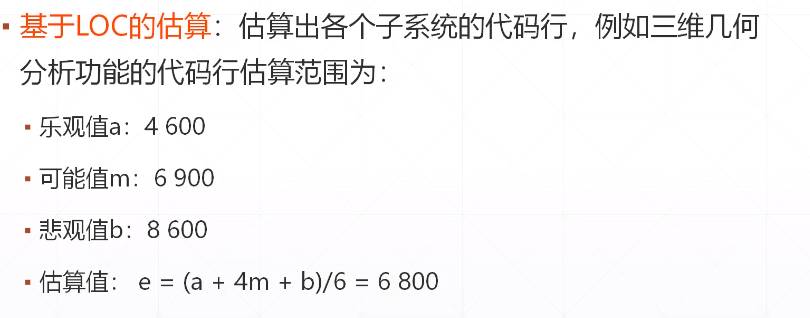 ▪ 基于LOC的估算：估算出各个子系统的代码行，例如三维几何
分析功能的代码行估算范围为：
▪ 乐观值a：4 600
▪ 可能值m：6 900
▪ 悲观值b：8 600
▪ 估算值： e = (a + 4m + b)/6 = 6 800